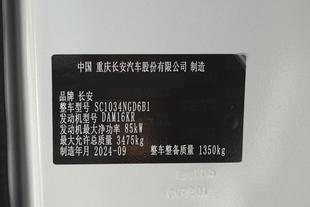 中国 重庆长安汽车股份有限公司 制造
品牌 长安
整车型号 SC1034NGD6B1
发动机型号 DAM16KR
发动机最大净功率 85kW
最大允许总质量 3475kg
制造年月 2024-09 整车整备质量 1350kg